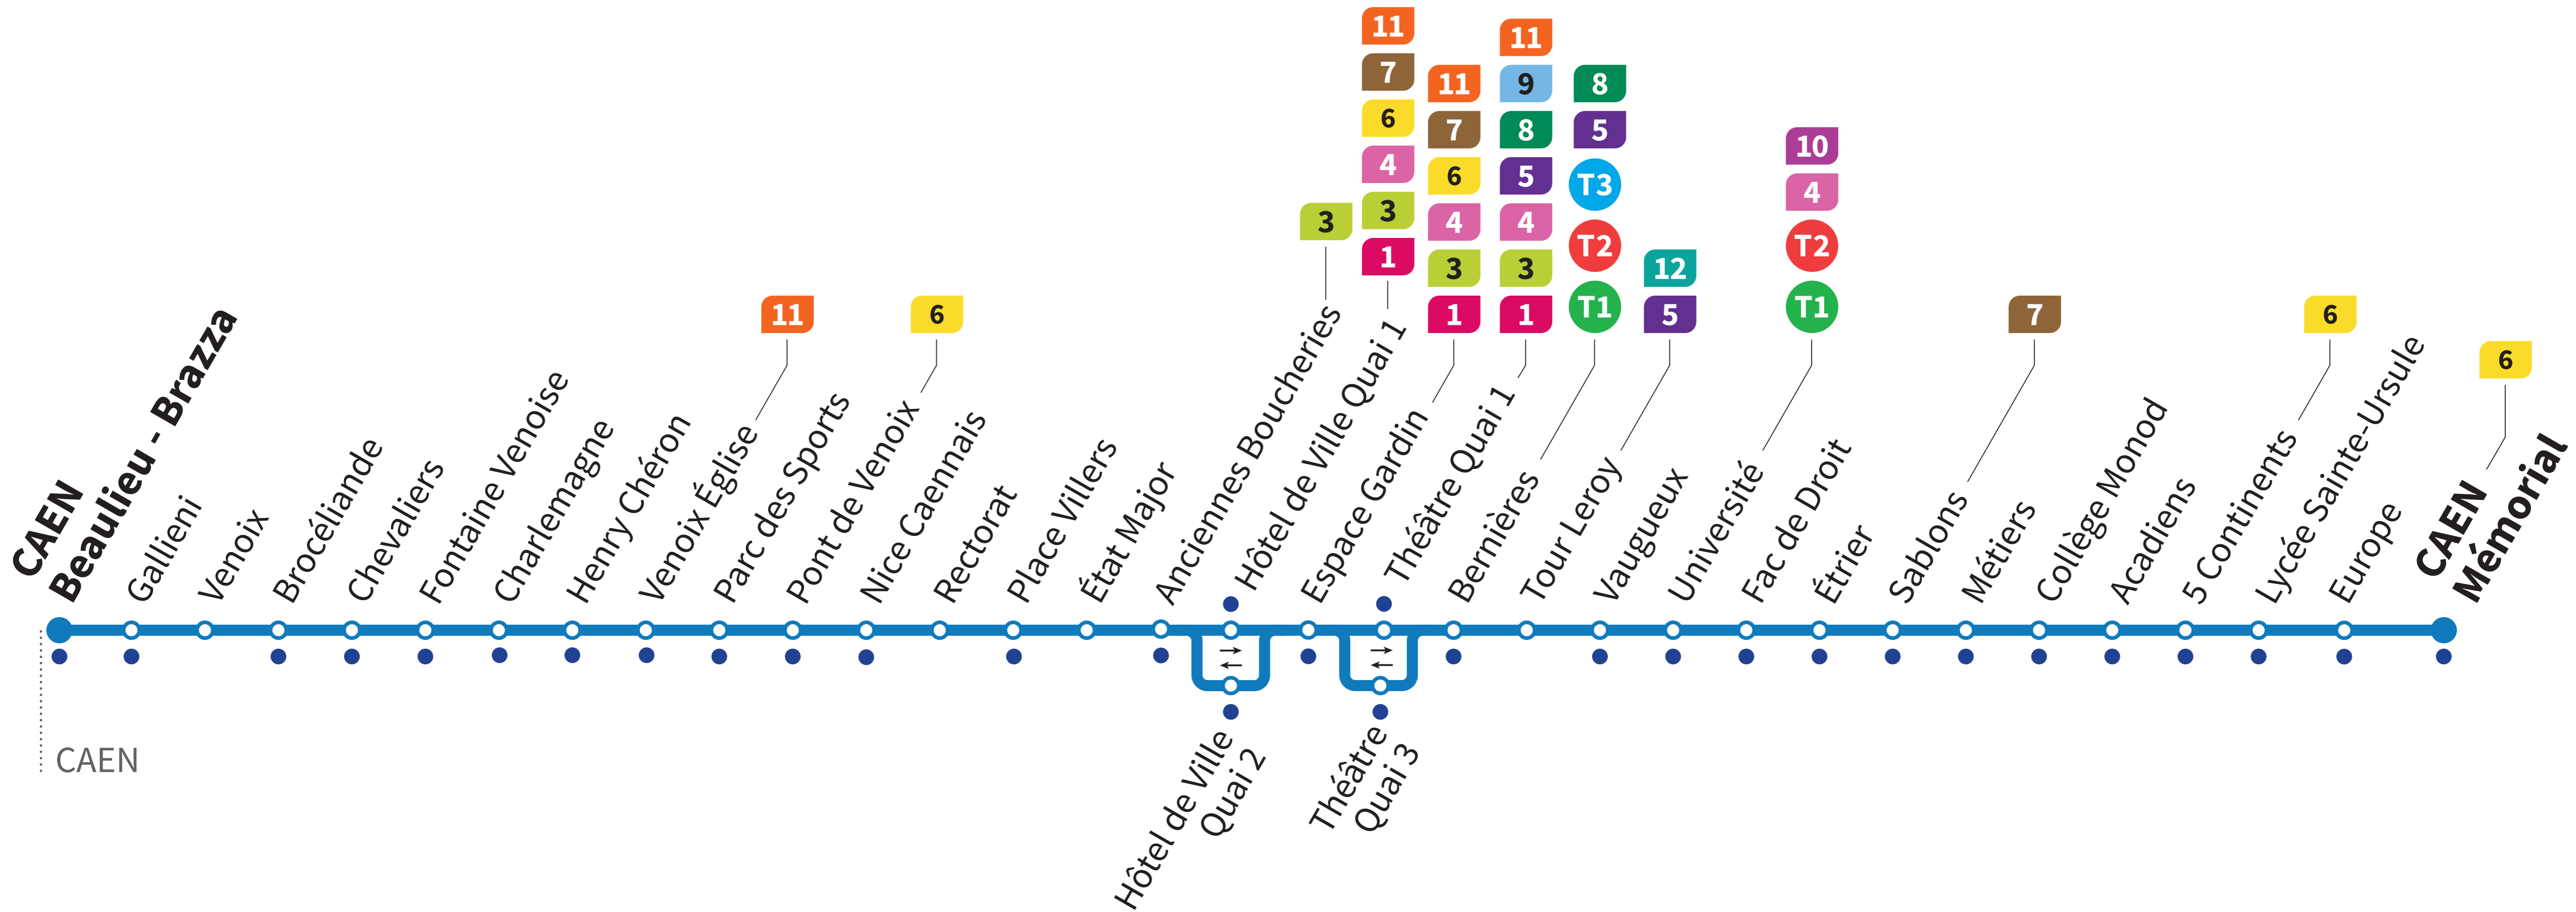 CAEN
Beaulieu - Brazza
Gallieni
Venoix
Brocéliande
Chevaliers
Fontaine Venoise
Charlemagne
Henry Chéron
11
Venoix Église
Parc des Sports
6
Pont de Venoix
Nice Caennais
Rectorat
Place Villers
État Major
3
Anciennes Boucheries
11
7
6
4
3
1
Hôtel de Ville Quai 1
11
7
6
4
3
1
Espace Gardin
11
9
8
5
4
3
1
Théâtre Quai 1
8
5
T3
T2
T1
Bernières
12
5
Tour Leroy
Vaugueux
10
4
T2
T1
Université
Fac de Droit
Étrier
7
Sablons
Métiers
Collège Monod
Acadiens
6
5 Continents
Lycée Sainte-Ursule
Europe
6
CAEN
Mémorial
CAEN
Hôtel de Ville
Quai 2
Théâtre
Quai 3